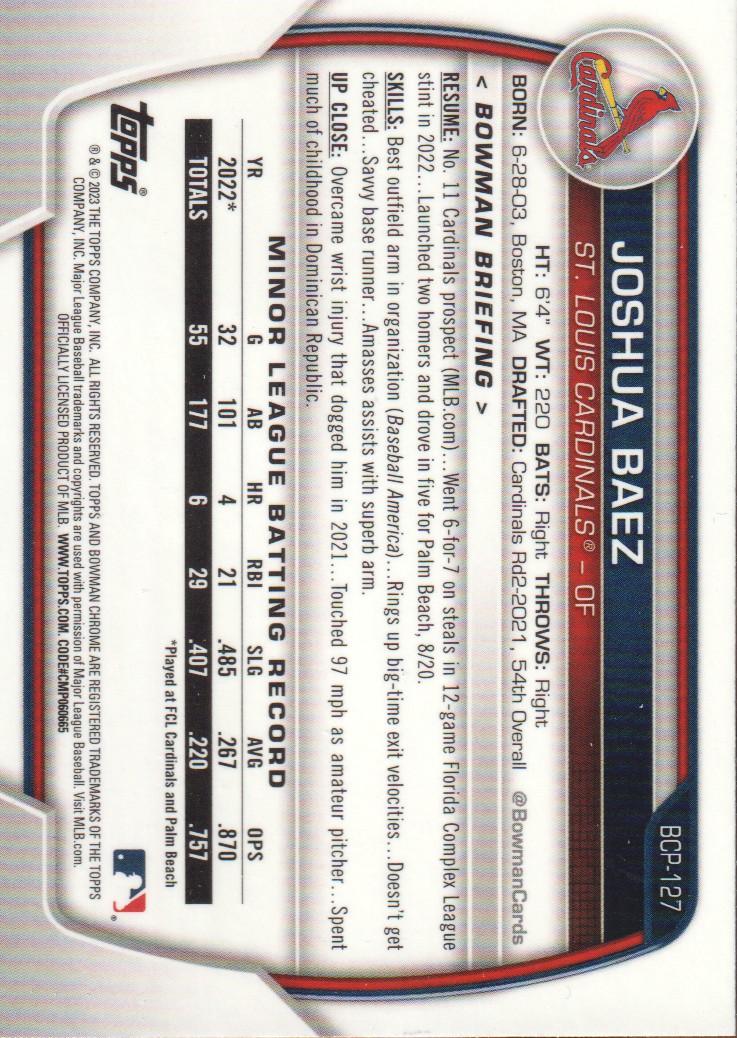 BCP-127
Cardinals
JOSHUA BAEZ
ST. LOUIS CARDINALS® – OF
HT: 6'4" WT: 220 BATS: Right THROWS: Right
BORN: 6-28-03, Boston, MA DRAFTED: Cardinals Rd2-2021, 54th Overall @BowmanCards
< BOWMAN BRIEFING >
RESUME: No. 11 Cardinals prospect (MLB.com)... Went 6-for-7 on steals in 12-game Florida Complex League
stint in 2022...Launched two homers and drove in five for Palm Beach, 8/20.
SKILLS: Best outfield arm in organization (Baseball America)...Rings up big-time exit velocities...Doesn't get
cheated...Savvy base runner...Amasses assists with superb arm.
UP CLOSE: Overcame wrist injury that dogged him in 2021...Touched 97 mph as amateur pitcher...Spent
much of childhood in Dominican Republic.
MINOR LEAGUE BATTING RECORD
YR G AB HR RBI SLG AVG OPS
2022* 32 101 4 21 .485 .267 .870
TOTALS 55 177 6 29 .407 .220 .757
*Played at FCL Cardinals and Palm Beach
topps®
® & © 2023 THE TOPPS COMPANY, INC. ALL RIGHTS RESERVED. TOPPS AND BOWMAN CHROME ARE REGISTERED TRADEMARKS OF THE TOPPS
COMPANY, INC. Major League Baseball trademarks and copyrights are used with permission of Major League Baseball. Visit MLB.com.
OFFICIALLY LICENSED PRODUCT OF MLB. WWW.TOPPS.COM. CODE#CMP060665